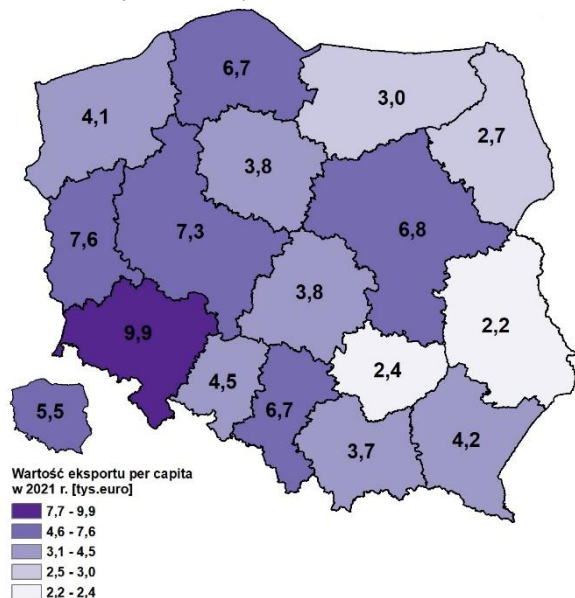 6,7
3,0
4,1
2,7
3,8
7,6
7,3
6,8
3,8
9,9
2,2
2,4
4,5
5,5
6,7
4,2
3,7
Wartość eksportu per capita
w 2021 r. [tys.euro]
7,7 - 9,9
4,6 - 7,6
3,1 - 4,5
2,5 - 3,0
2,2 - 2,4